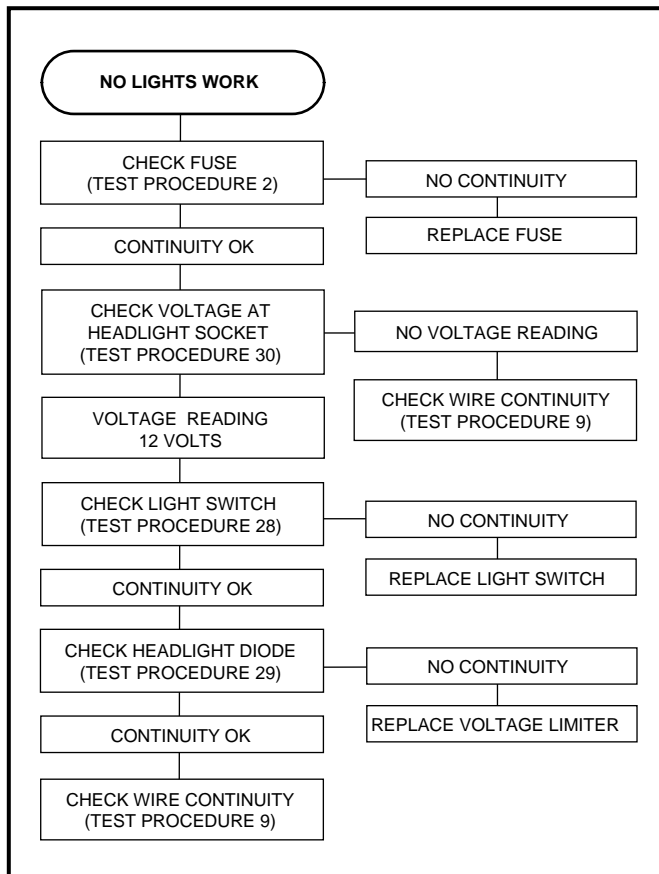 NO LIGHTS WORK
CHECK FUSE
(TEST PROCEDURE 2)
NO CONTINUITY
REPLACE FUSE
CONTINUITY OK
CHECK VOLTAGE AT
HEADLIGHT SOCKET
(TEST PROCEDURE 30)
NO VOLTAGE READING
CHECK WIRE CONTINUITY
(TEST PROCEDURE 9)
VOLTAGE READING
12 VOLTS
CHECK LIGHT SWITCH
(TEST PROCEDURE 28)
NO CONTINUITY
REPLACE LIGHT SWITCH
CONTINUITY OK
CHECK HEADLIGHT DIODE
(TEST PROCEDURE 29)
NO CONTINUITY
REPLACE VOLTAGE LIMITER
CONTINUITY OK
CHECK WIRE CONTINUITY
(TEST PROCEDURE 9)